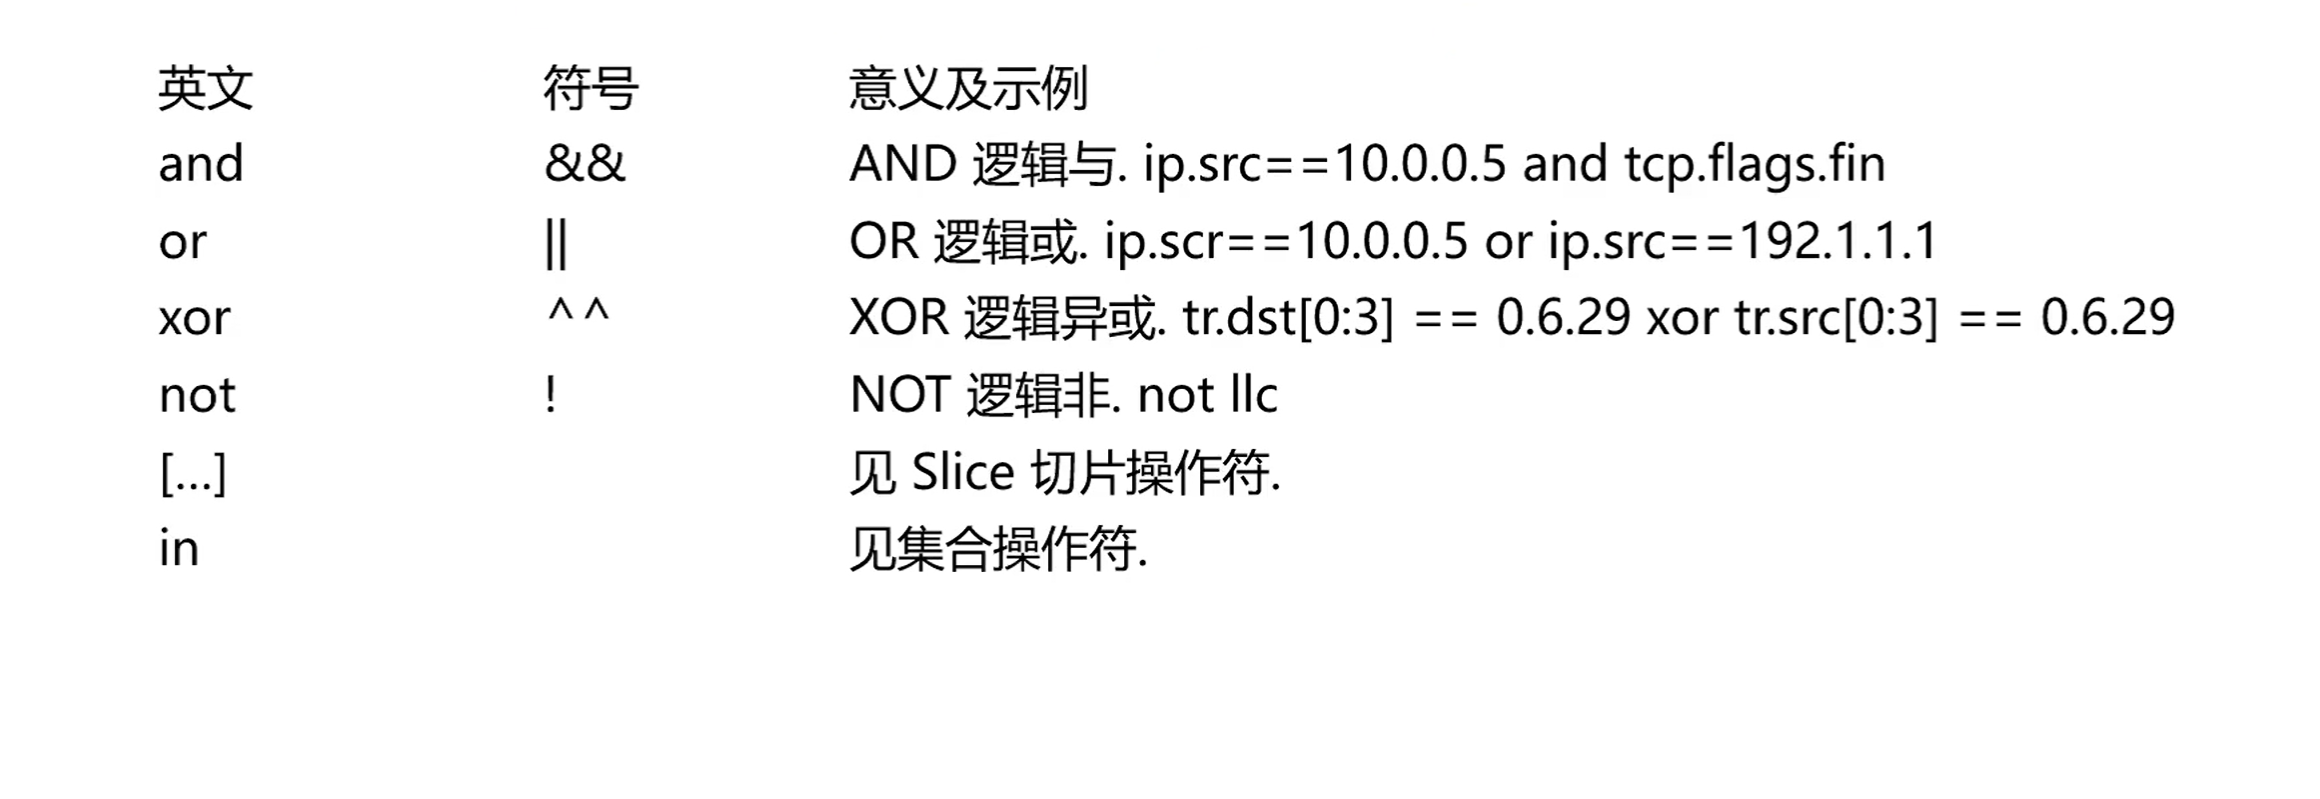 英文 符号 意义及示例
and && AND 逻辑与. ip.src==10.0.0.5 and tcp.flags.fin
or || OR 逻辑或. ip.scr==10.0.0.5 or ip.src==192.1.1.1
xor ^^ XOR 逻辑异或. tr.dst[0:3] == 0.6.29 xor tr.src[0:3] == 0.6.29
not ! NOT 逻辑非. not llc
[...] 见 Slice 切片操作符.
in 见集合操作符.